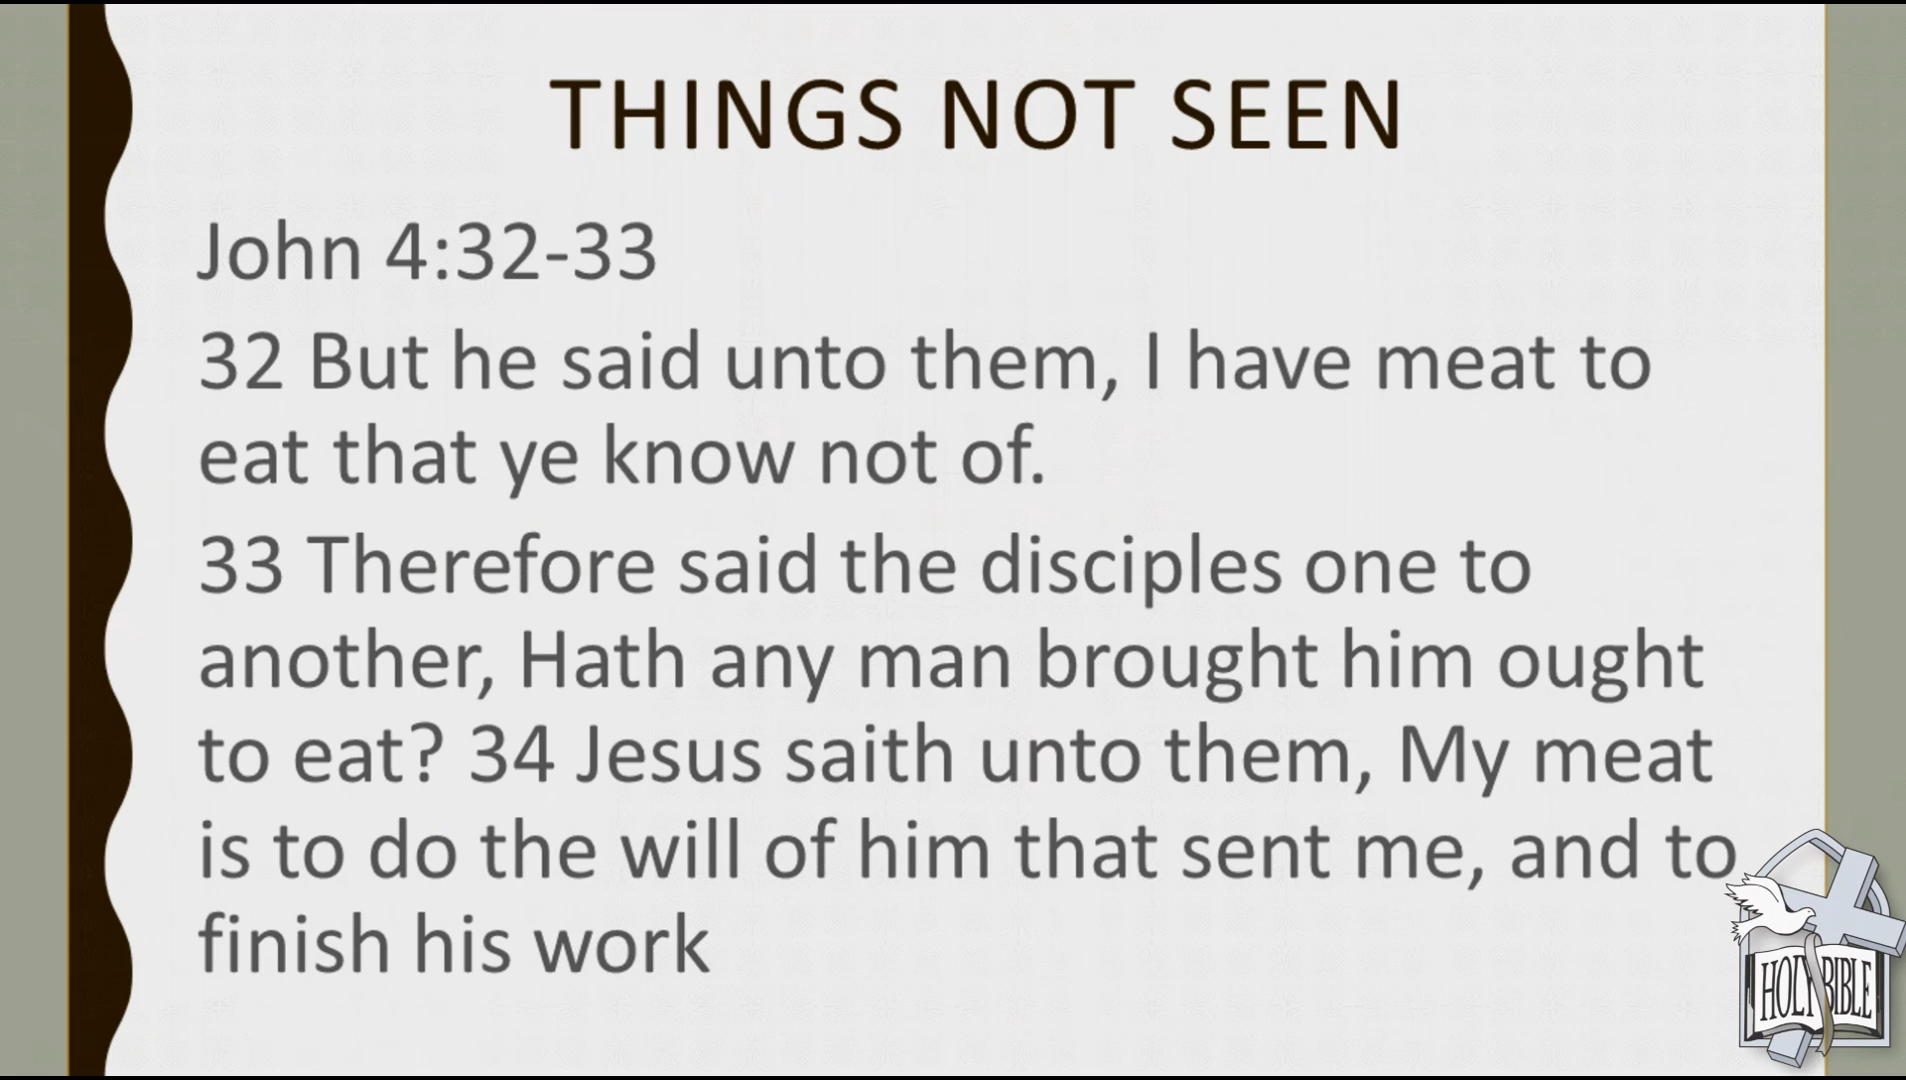 THINGS NOT SEEN
John 4:32-33
32 But he said unto them, I have meat to
eat that ye know not of.
33 Therefore said the disciples one to
another, Hath any man brought him ought
to eat? 34 Jesus saith unto them, My meat
is to do the will of him that sent me, and to
finish his work
HOLY BIBLE